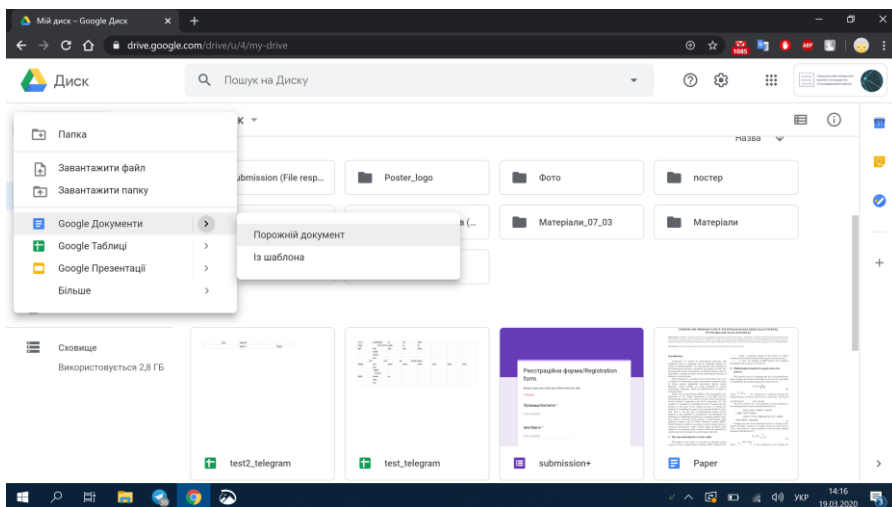 Мій диск – Google Диск
drive.google.com/drive/u/4/my-drive
1085
ABP
Диск
Пошук на Диску
к
Назва
Папка
Завантажити файл
Завантажити папку
Google Документи
Google Таблиці
Google Презентації
Більше
Порожній документ
Із шаблона
ubmission (File resp...
Poster_logo
Фото
постер
в (...
Матеріали_07_03
Матеріали
Сховище
Використовується 2,8 ГБ
Реєстраційна форма/Registration
form
test2_telegram
test_telegram
submission+
Paper
УКР
14:16
19.03.2020
3